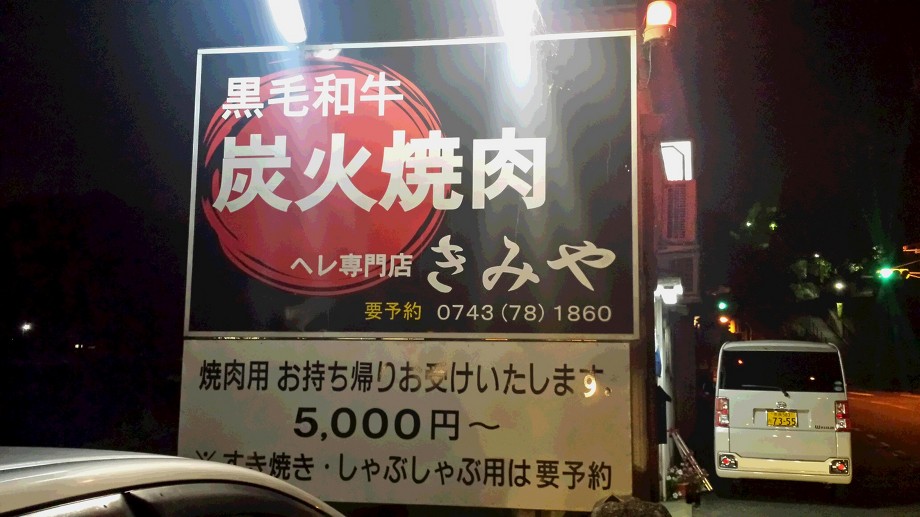 黒毛和牛
炭火焼肉
ヘレ専門店 きみや
要予約 0743(78)1860
焼肉用 お持ち帰りお受けいたします。
5,000円～
※すき焼き・しゃぶしゃぶ用は要予約
7355